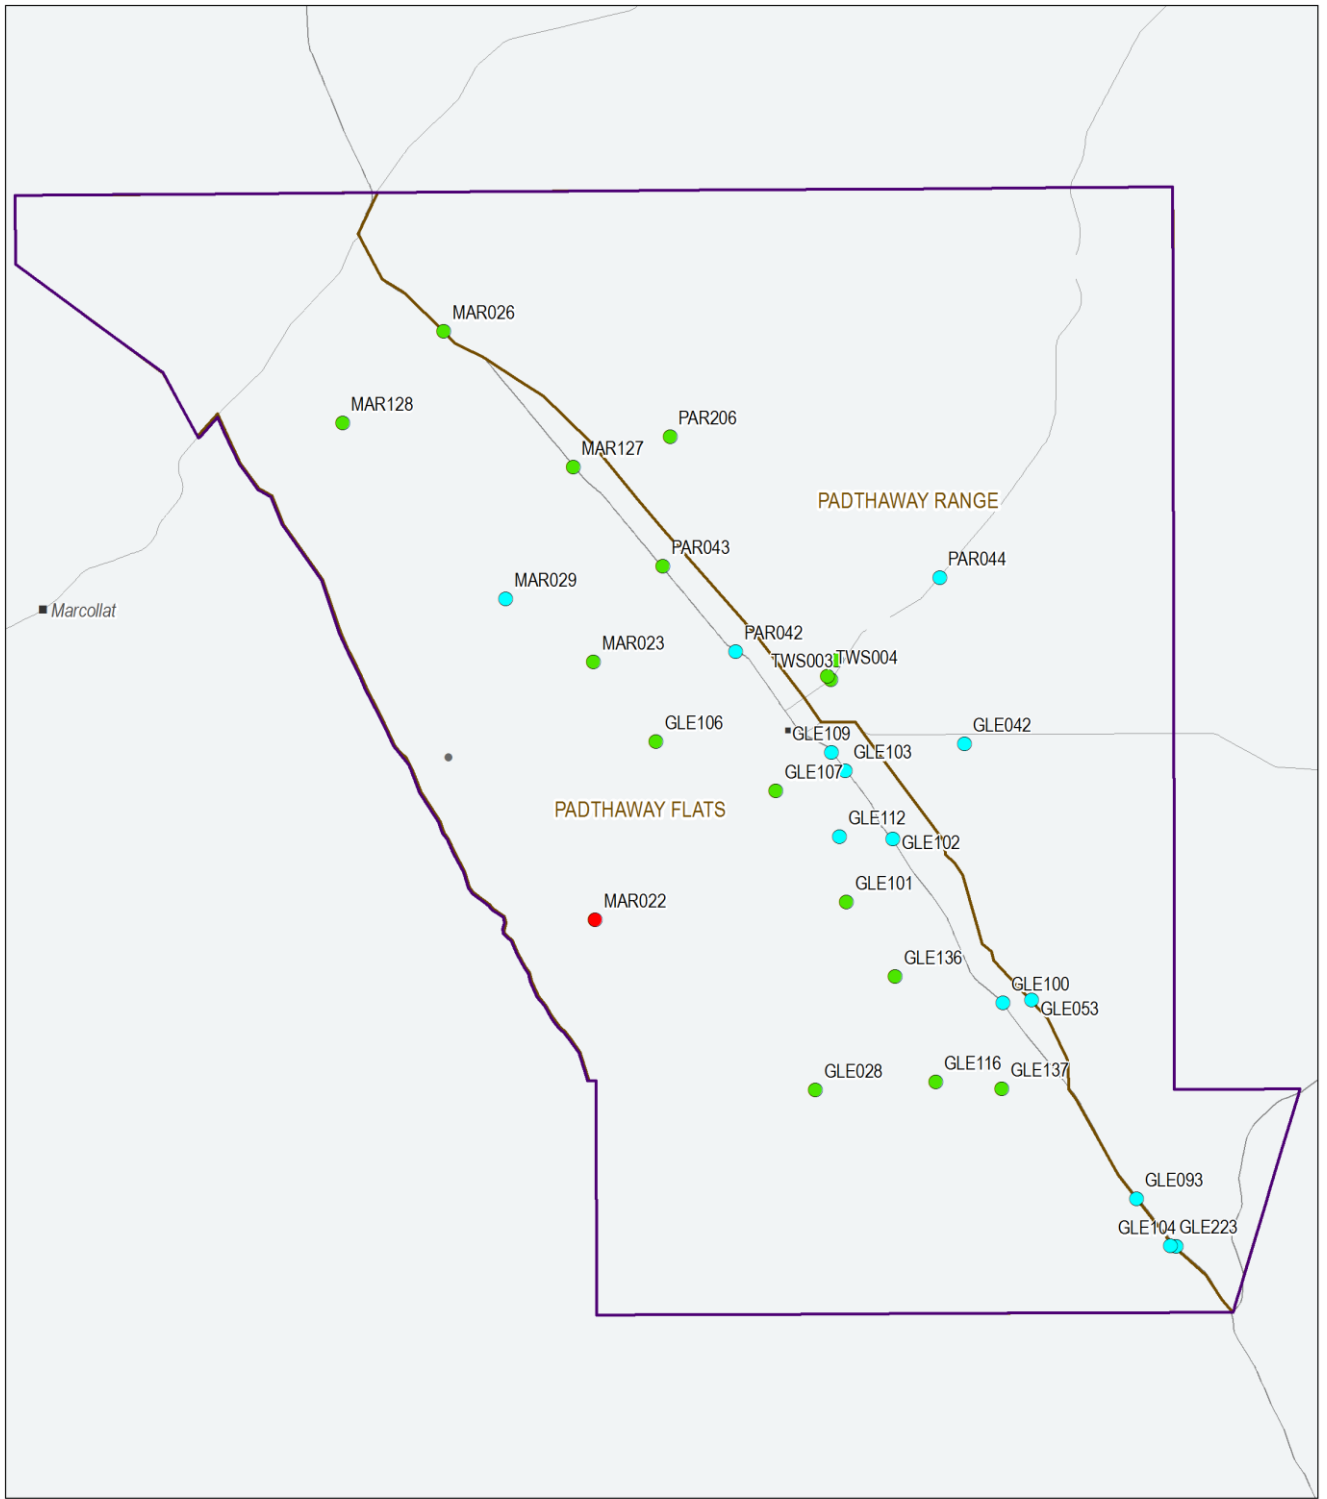 MAR026
MAR128
PAR206
MAR127
PADTHAWAY RANGE
PAR043
PAR044
MAR029
Marcollat
PAR042
MAR023
TWS003
TWS004
GLE106
GLE042
GLE109
GLE103
GLE107
PADTHAWAY FLATS
GLE112
GLE102
GLE101
MAR022
GLE136
GLE100
GLE053
GLE116
GLE137
GLE028
GLE093
GLE104
GLE223